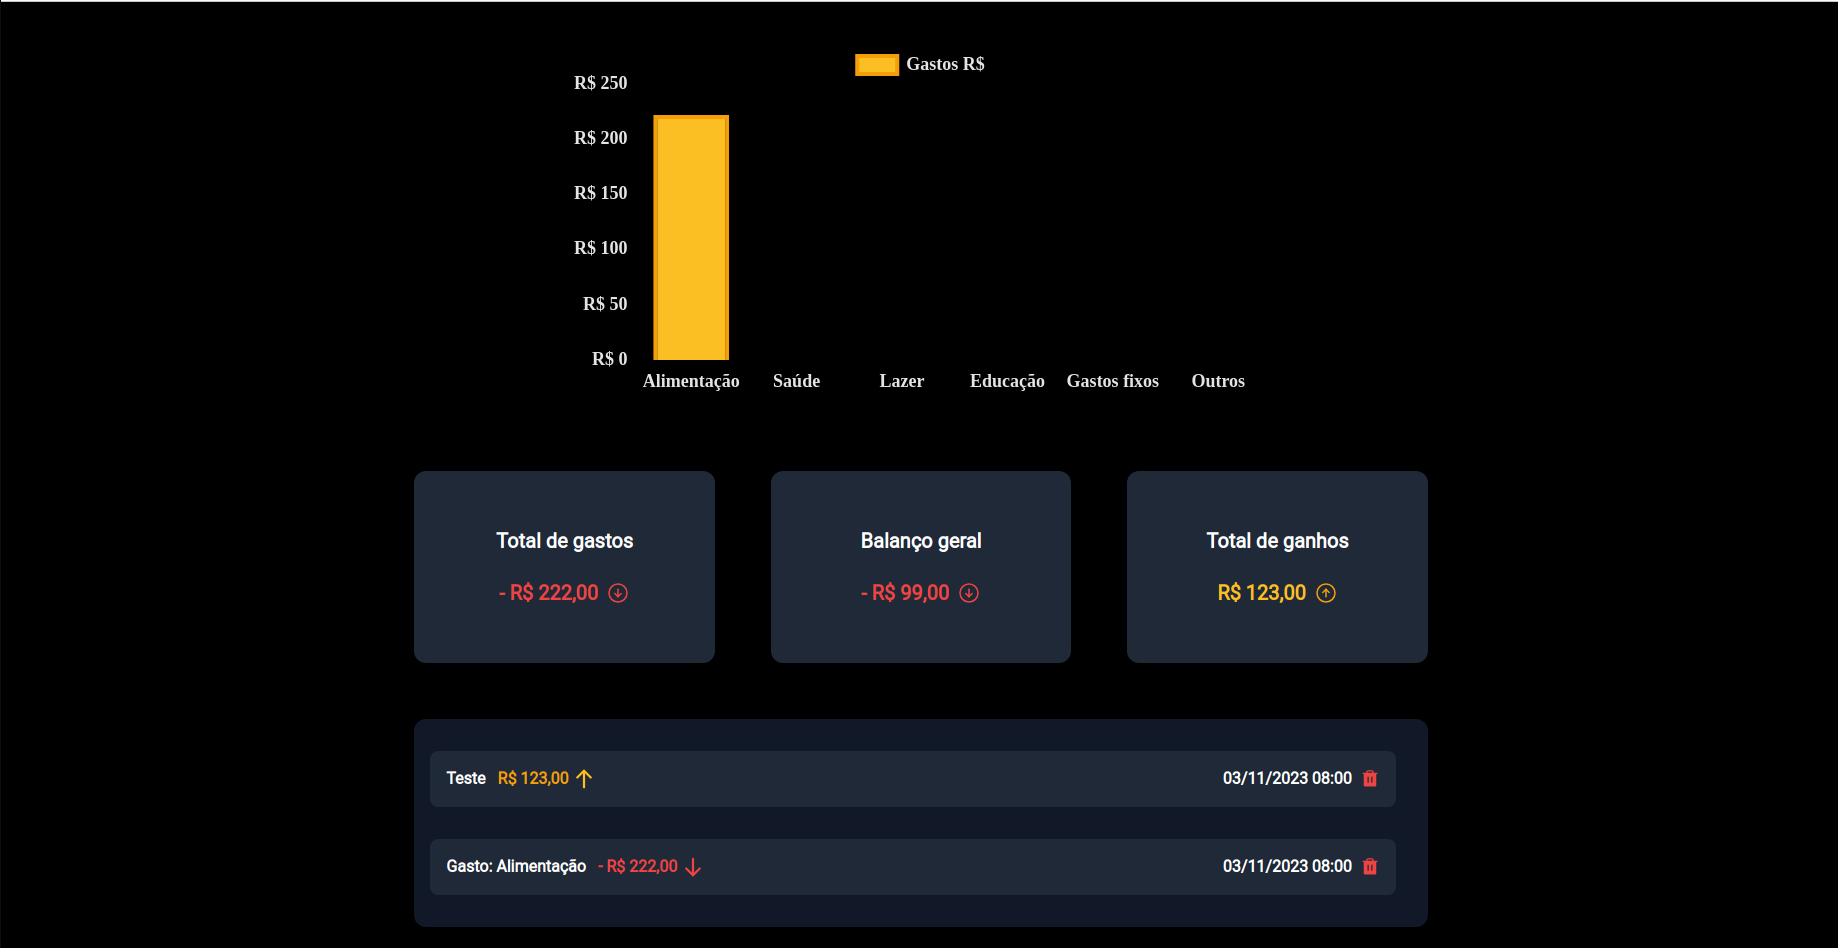 Gastos R$
R$ 250
R$ 200
R$ 150
R$ 100
R$ 50
R$ 0
Alimentação Saúde Lazer Educação Gastos fixos Outros
Total de gastos
- R$ 222,00
Balanço geral
- R$ 99,00
Total de ganhos
R$ 123,00
Teste R$ 123,00 03/11/2023 08:00
Gasto: Alimentação - R$ 222,00 03/11/2023 08:00